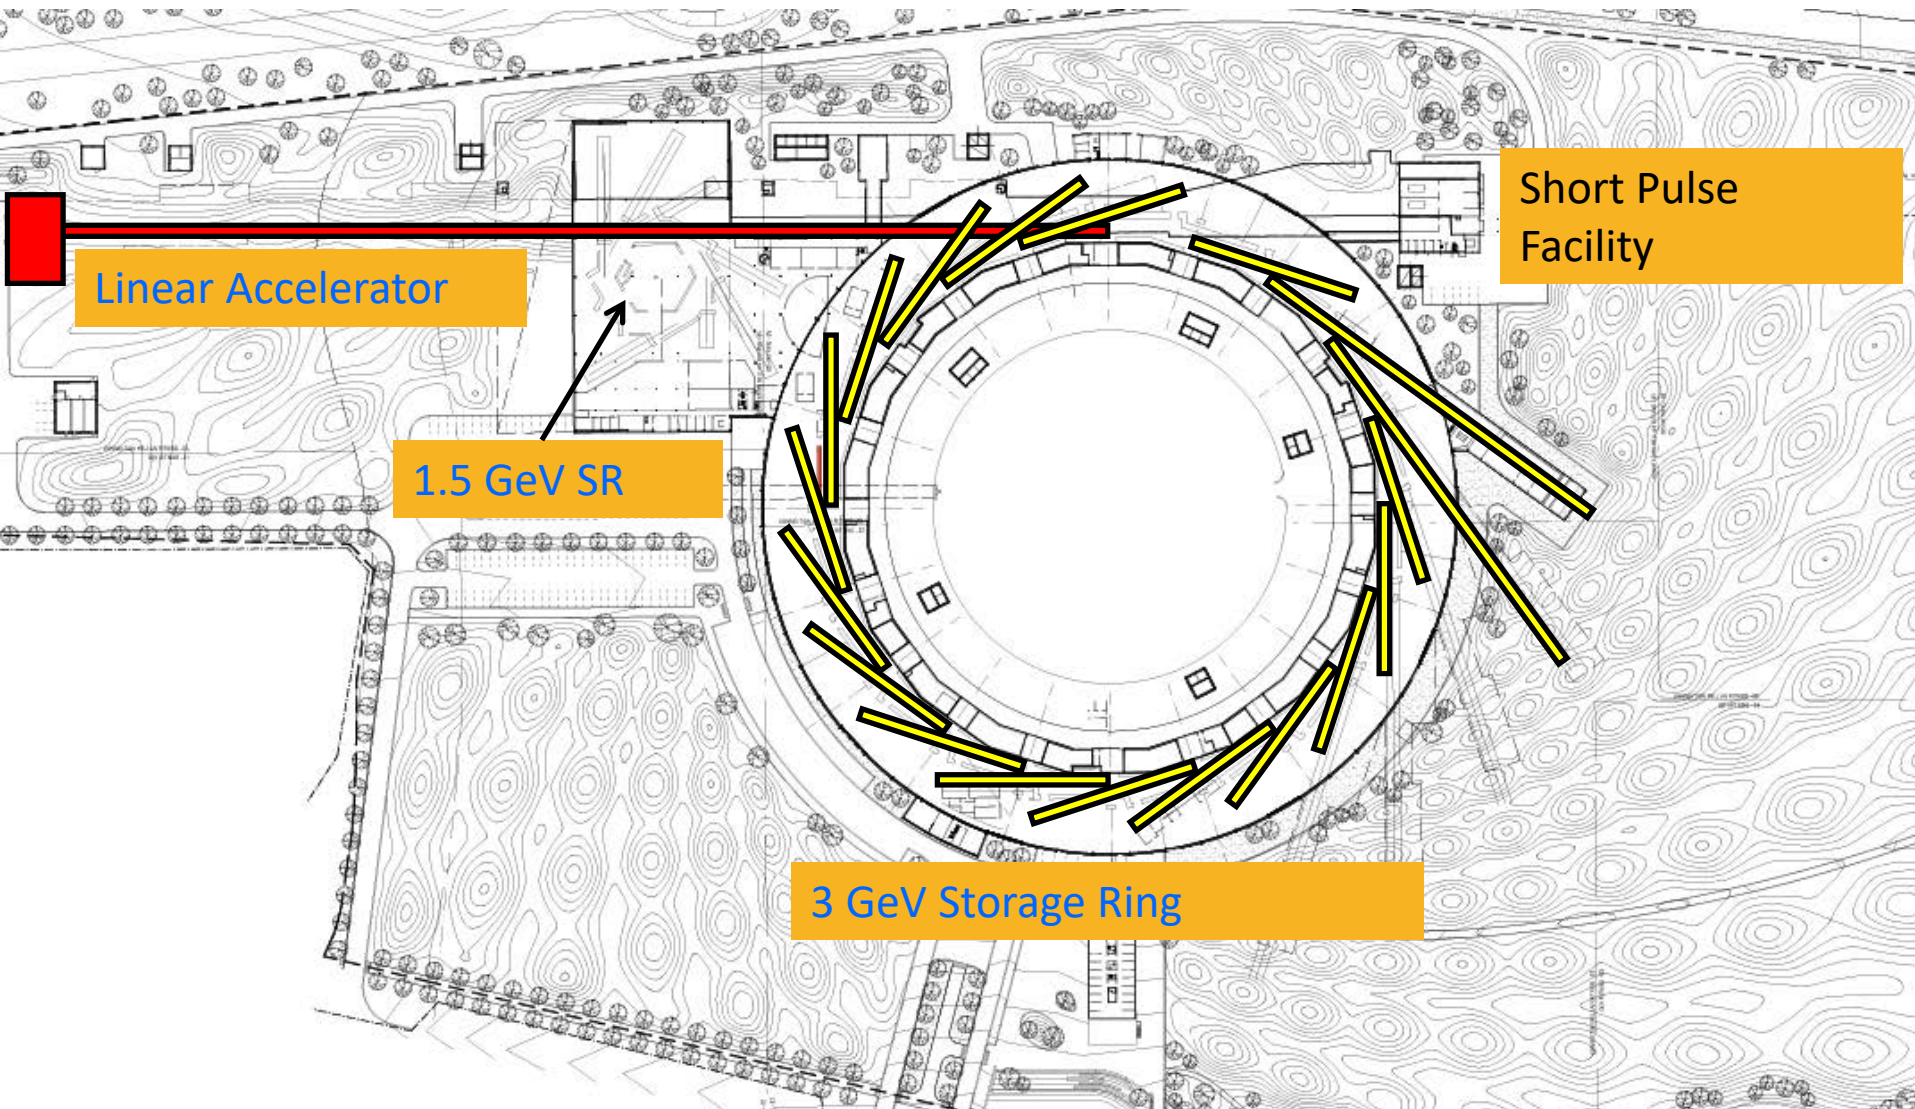 Short Pulse
Facility
Linear Accelerator
1.5 GeV SR
3 GeV Storage Ring